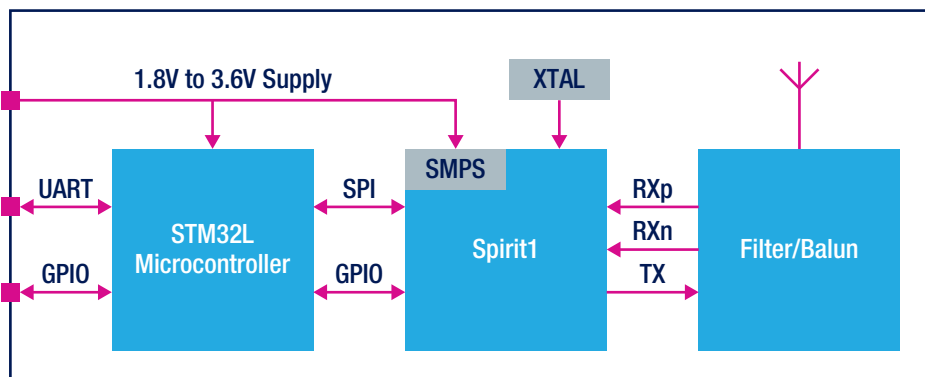 1.8V to 3.6V Supply
XTAL
SMPS
UART
SPI
RXp
STM32L
Microcontroller
Spirit1
RXn
Filter/Balun
GPIO
GPIO
TX